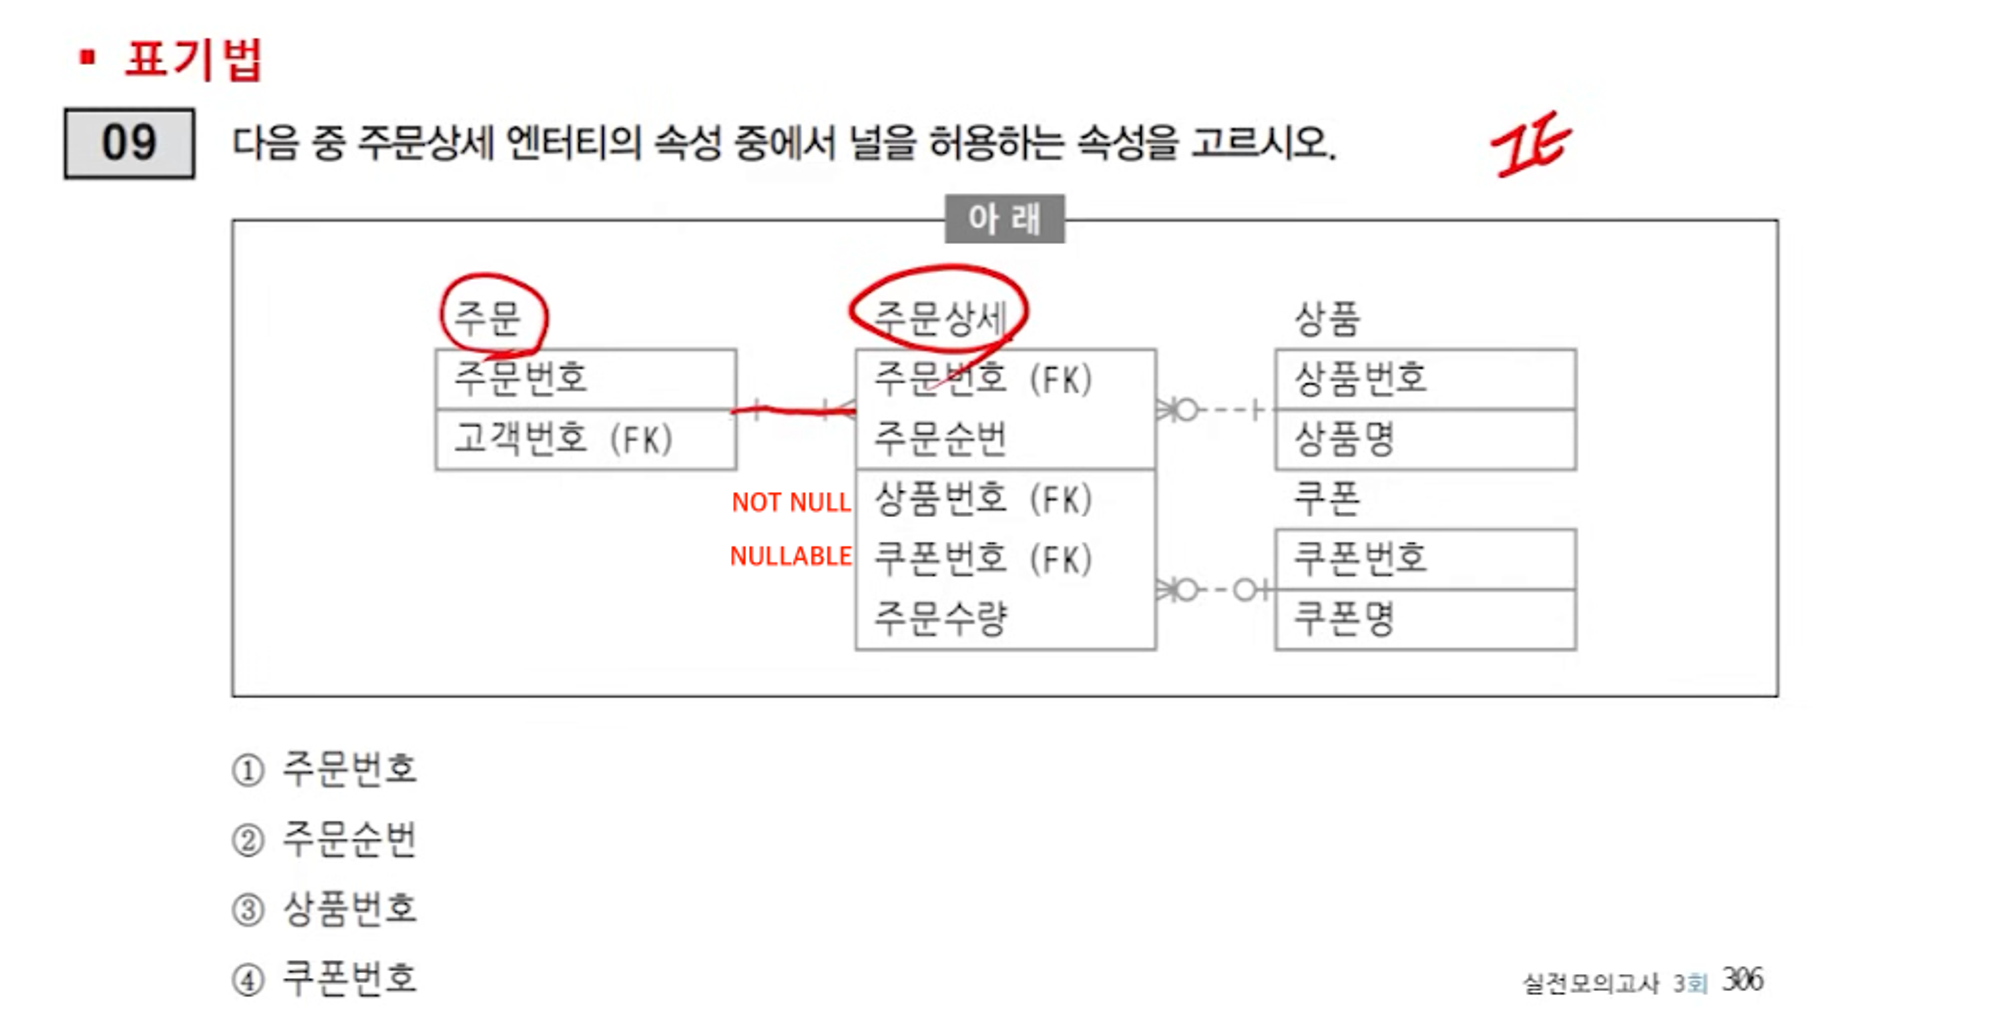 ▪ 표기법
09 다음 중 주문상세 엔터티의 속성 중에서 널을 허용하는 속성을 고르시오.
IE
아 래
주문
주문번호
고객번호 (FK)
주문상세
주문번호 (FK)
주문순번
NOT NULL 상품번호 (FK)
NULLABLE 쿠폰번호 (FK)
주문수량
상품
상품번호
상품명
쿠폰
쿠폰번호
쿠폰명
① 주문번호
② 주문순번
③ 상품번호
④ 쿠폰번호
실전모의고사 3회 306